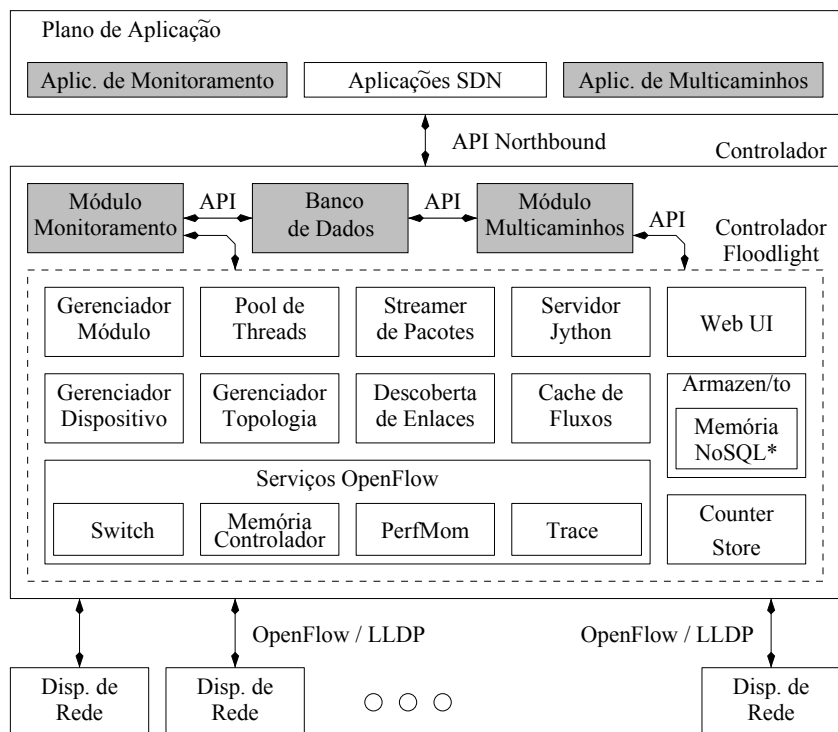 Plano de Aplicação
Aplic. de Monitoramento
Aplicações SDN
Aplic. de Multicaminhos
API Northbound
Controlador
Módulo
Monitoramento
API
Banco
de Dados
API
Módulo
Multicaminhos
API
Controlador
Floodlight
Gerenciador
Módulo
Pool de
Threads
Streamer
de Pacotes
Servidor
Jython
Web UI
Gerenciador
Dispositivo
Gerenciador
Topologia
Descoberta
de Enlaces
Cache de
Fluxos
Armazen/to
Memória
NoSQL*
Serviços OpenFlow
Switch
Memória
Controlador
PerfMom
Trace
Counter
Store
OpenFlow / LLDP
OpenFlow / LLDP
Disp. de
Rede
Disp. de
Rede
Disp. de
Rede